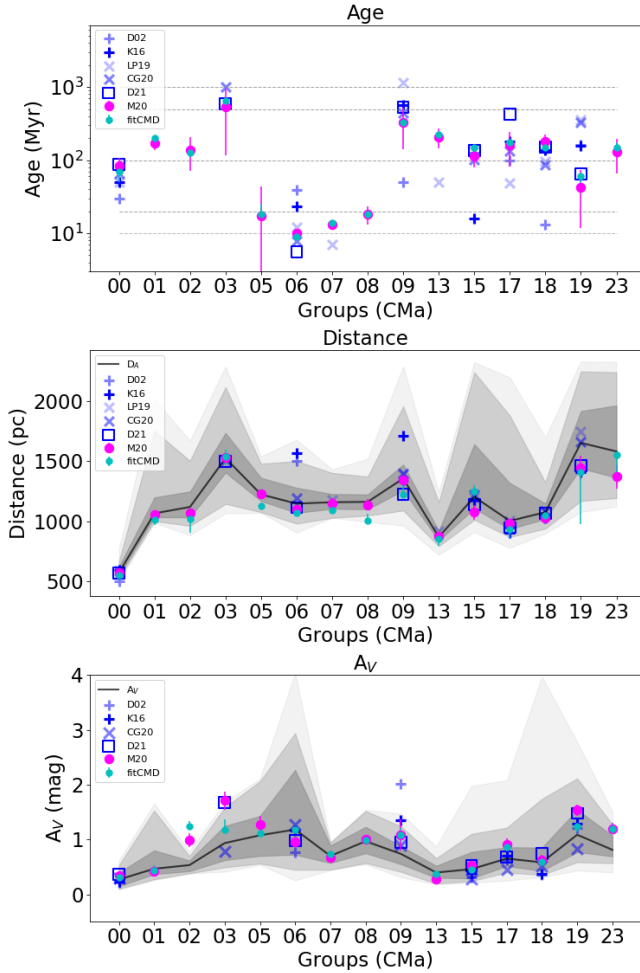 Age
Age (Myr)
D02
K16
LP19
CG20
D21
M20
fitCMD
10³
10²
10¹
00 01 02 03 05 06 07 08 09 13 15 17 18 19 23
Groups (CMa)
Distance
Distance (pc)
D_A
D02
K16
LP19
CG20
D21
M20
fitCMD
2000
1500
1000
500
00 01 02 03 05 06 07 08 09 13 15 17 18 19 23
Groups (CMa)
A_V
A_V (mag)
A_V
D02
K16
CG20
D21
M20
fitCMD
4
3
2
1
0
00 01 02 03 05 06 07 08 09 13 15 17 18 19 23
Groups (CMa)